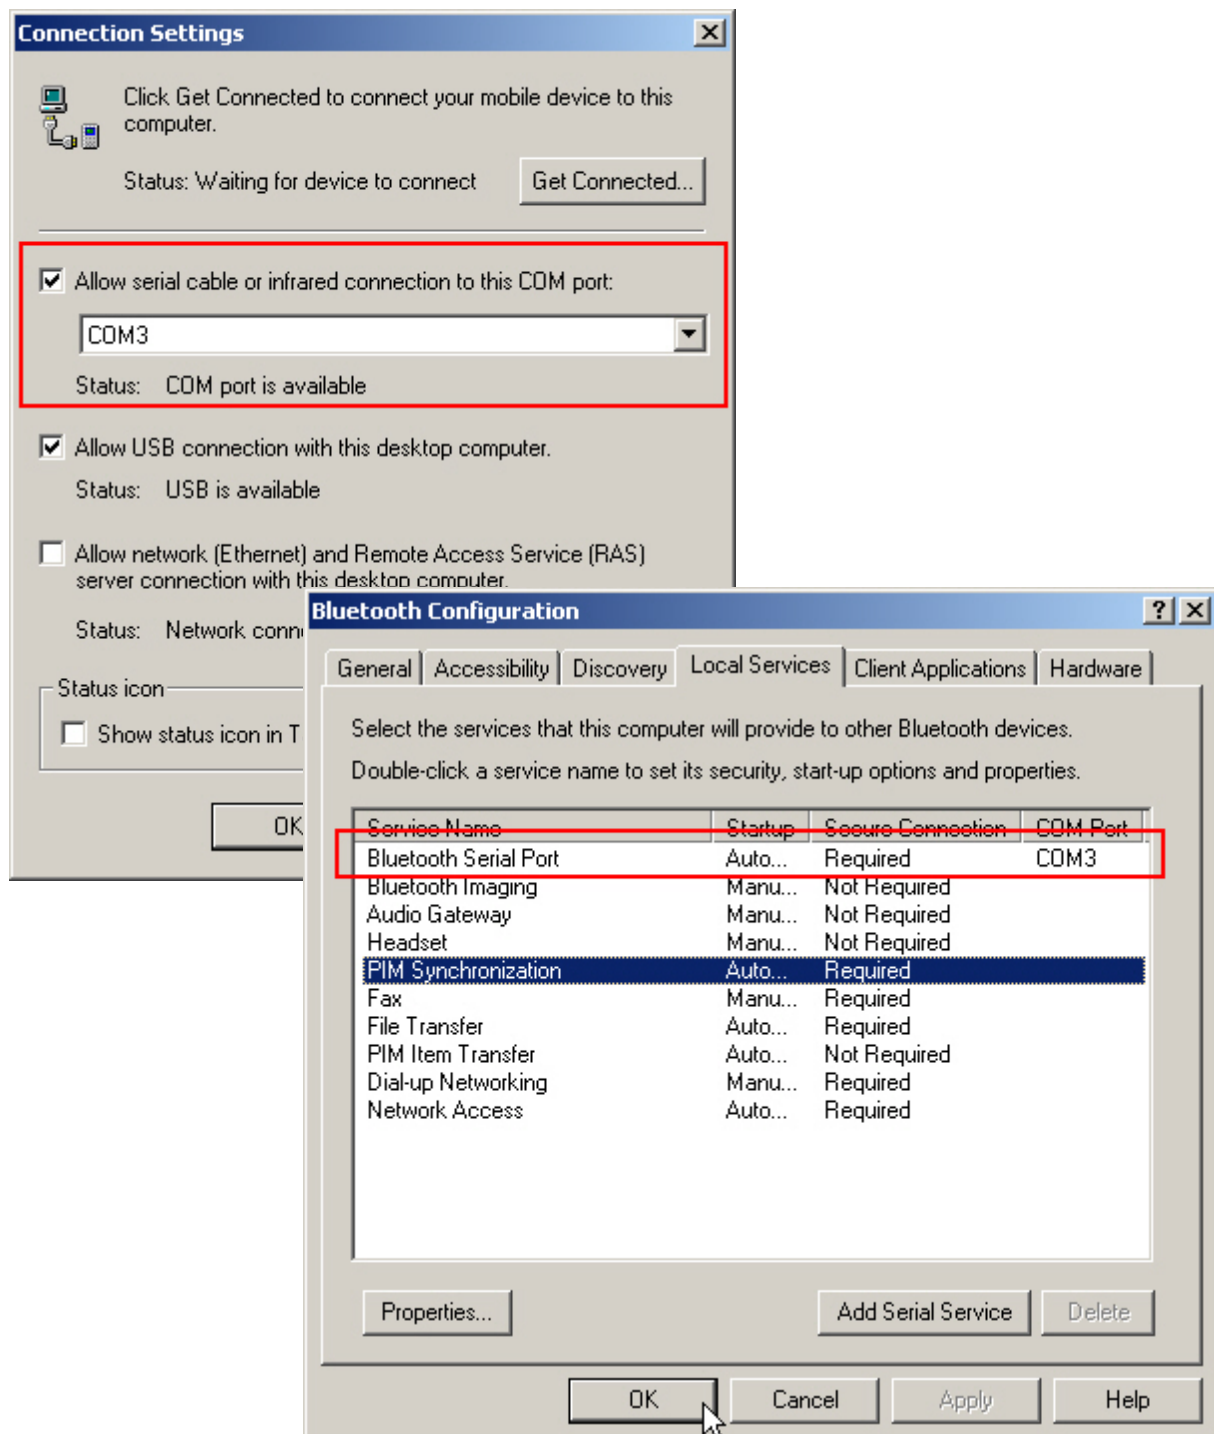 Connection Settings
Click Get Connected to connect your mobile device to this
computer.
Status: Waiting for device to connect
Get Connected...
Allow serial cable or infrared connection to this COM port:
COM3
Status: COM port is available
Allow USB connection with this desktop computer.
Status: USB is available
Allow network (Ethernet) and Remote Access Service (RAS)
server connection with this desktop computer.
Status: Network conn
Status icon
Show status icon in T
OK
Bluetooth Configuration
General Accessibility Discovery Local Services Client Applications Hardware
Select the services that this computer will provide to other Bluetooth devices.
Double-click a service name to set its security, start-up options and properties.
Service Name Startup Secure Connection COM Port
Bluetooth Serial Port Auto... Required COM3
Bluetooth Imaging Manu... Not Required
Audio Gateway Manu... Not Required
Headset Manu... Not Required
PIM Synchronization Auto... Required
Fax Manu... Required
File Transfer Auto... Required
PIM Item Transfer Auto... Not Required
Dial-up Networking Manu... Required
Network Access Auto... Required
Properties... Add Serial Service Delete
OK Cancel Apply Help